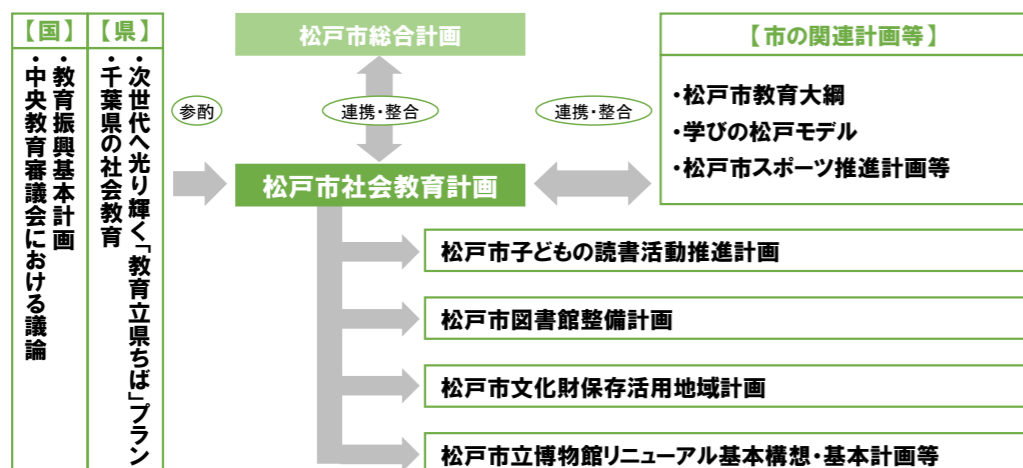 【国】
・教育振興基本計画
・中央教育審議会における議論
【県】
・次世代へ光り輝く「教育立県ちば」プラン
・千葉県の社会教育
参酌
松戸市総合計画
連携・整合
松戸市社会教育計画
連携・整合
【市の関連計画等】
・松戸市教育大綱
・学びの松戸モデル
・松戸市スポーツ推進計画等
松戸市子どもの読書活動推進計画
松戸市図書館整備計画
松戸市文化財保存活用地域計画
松戸市立博物館リニューアル基本構想・基本計画等